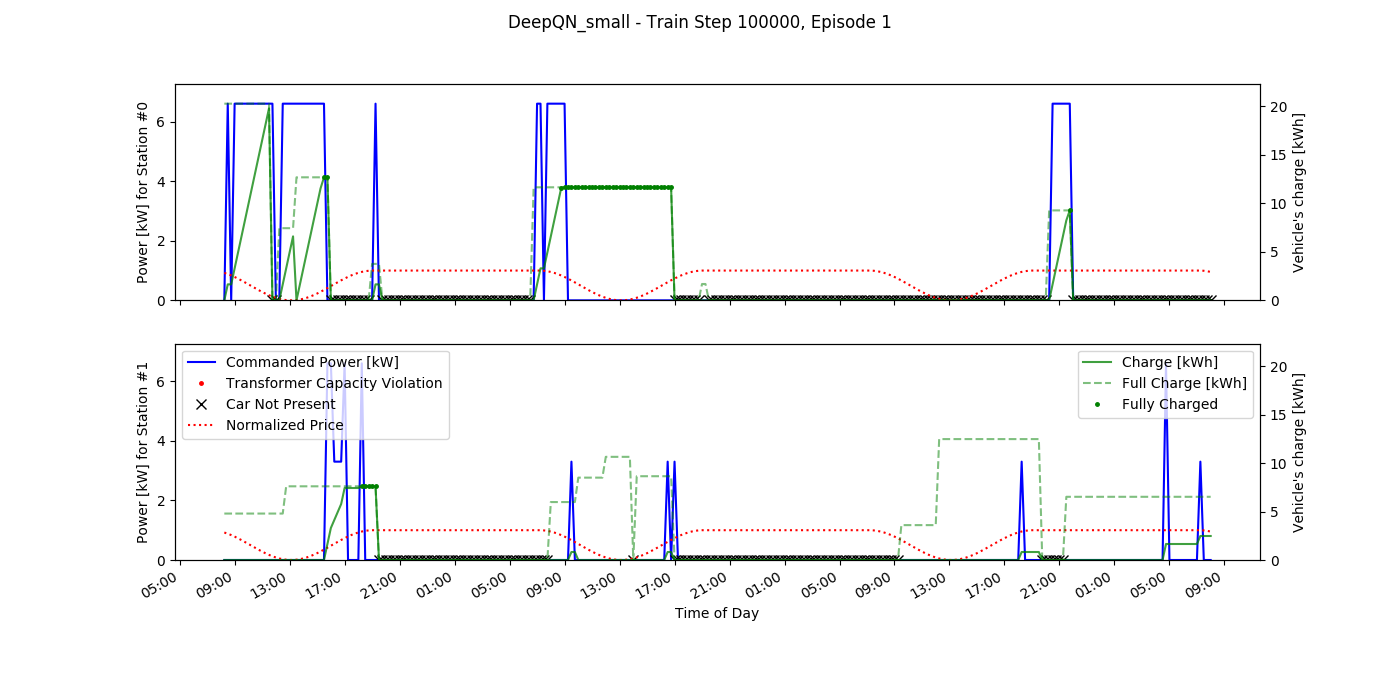 DeepQN_small - Train Step 100000, Episode 1
Power [kW] for Station #0
0
2
4
6
0
5
10
15
20
Vehicle's charge [kWh]
Power [kW] for Station #1
0
2
4
6
Commanded Power [kW]
Transformer Capacity Violation
Car Not Present
Normalized Price
Charge [kWh]
Full Charge [kWh]
Fully Charged
0
5
10
15
20
Vehicle's charge [kWh]
05:00 09:00 13:00 17:00 21:00 01:00 05:00 09:00 13:00 17:00 21:00 01:00 05:00 09:00 13:00 17:00 21:00 01:00 05:00 09:00
Time of Day